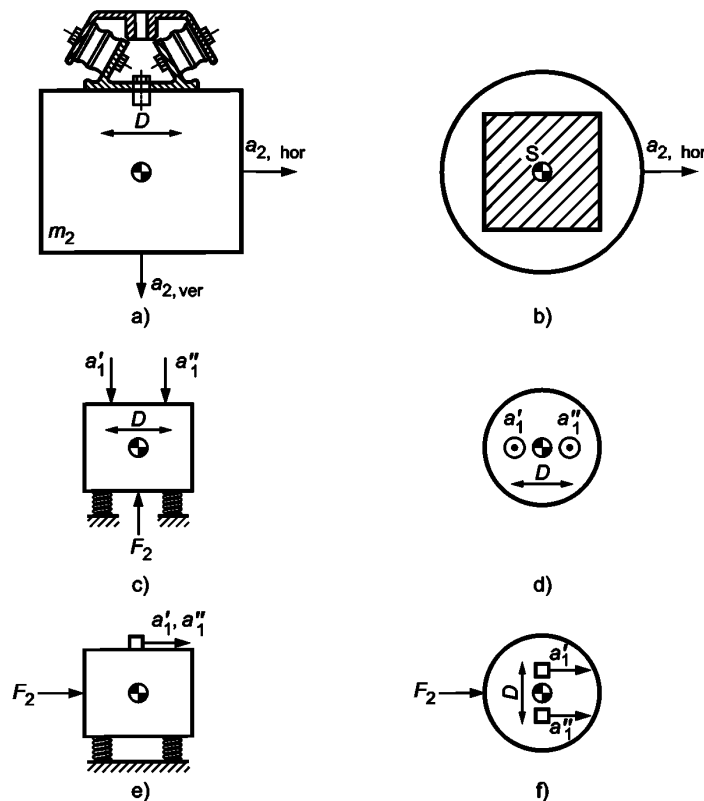 D
a2, hor
m2
a2,ver
a)
S
a2, hor
b)
a′1 a″1
D
F2
c)
a′1 a″1
D
d)
a′1, a″1
F2
e)
a′1
F2
D
a″1
f)